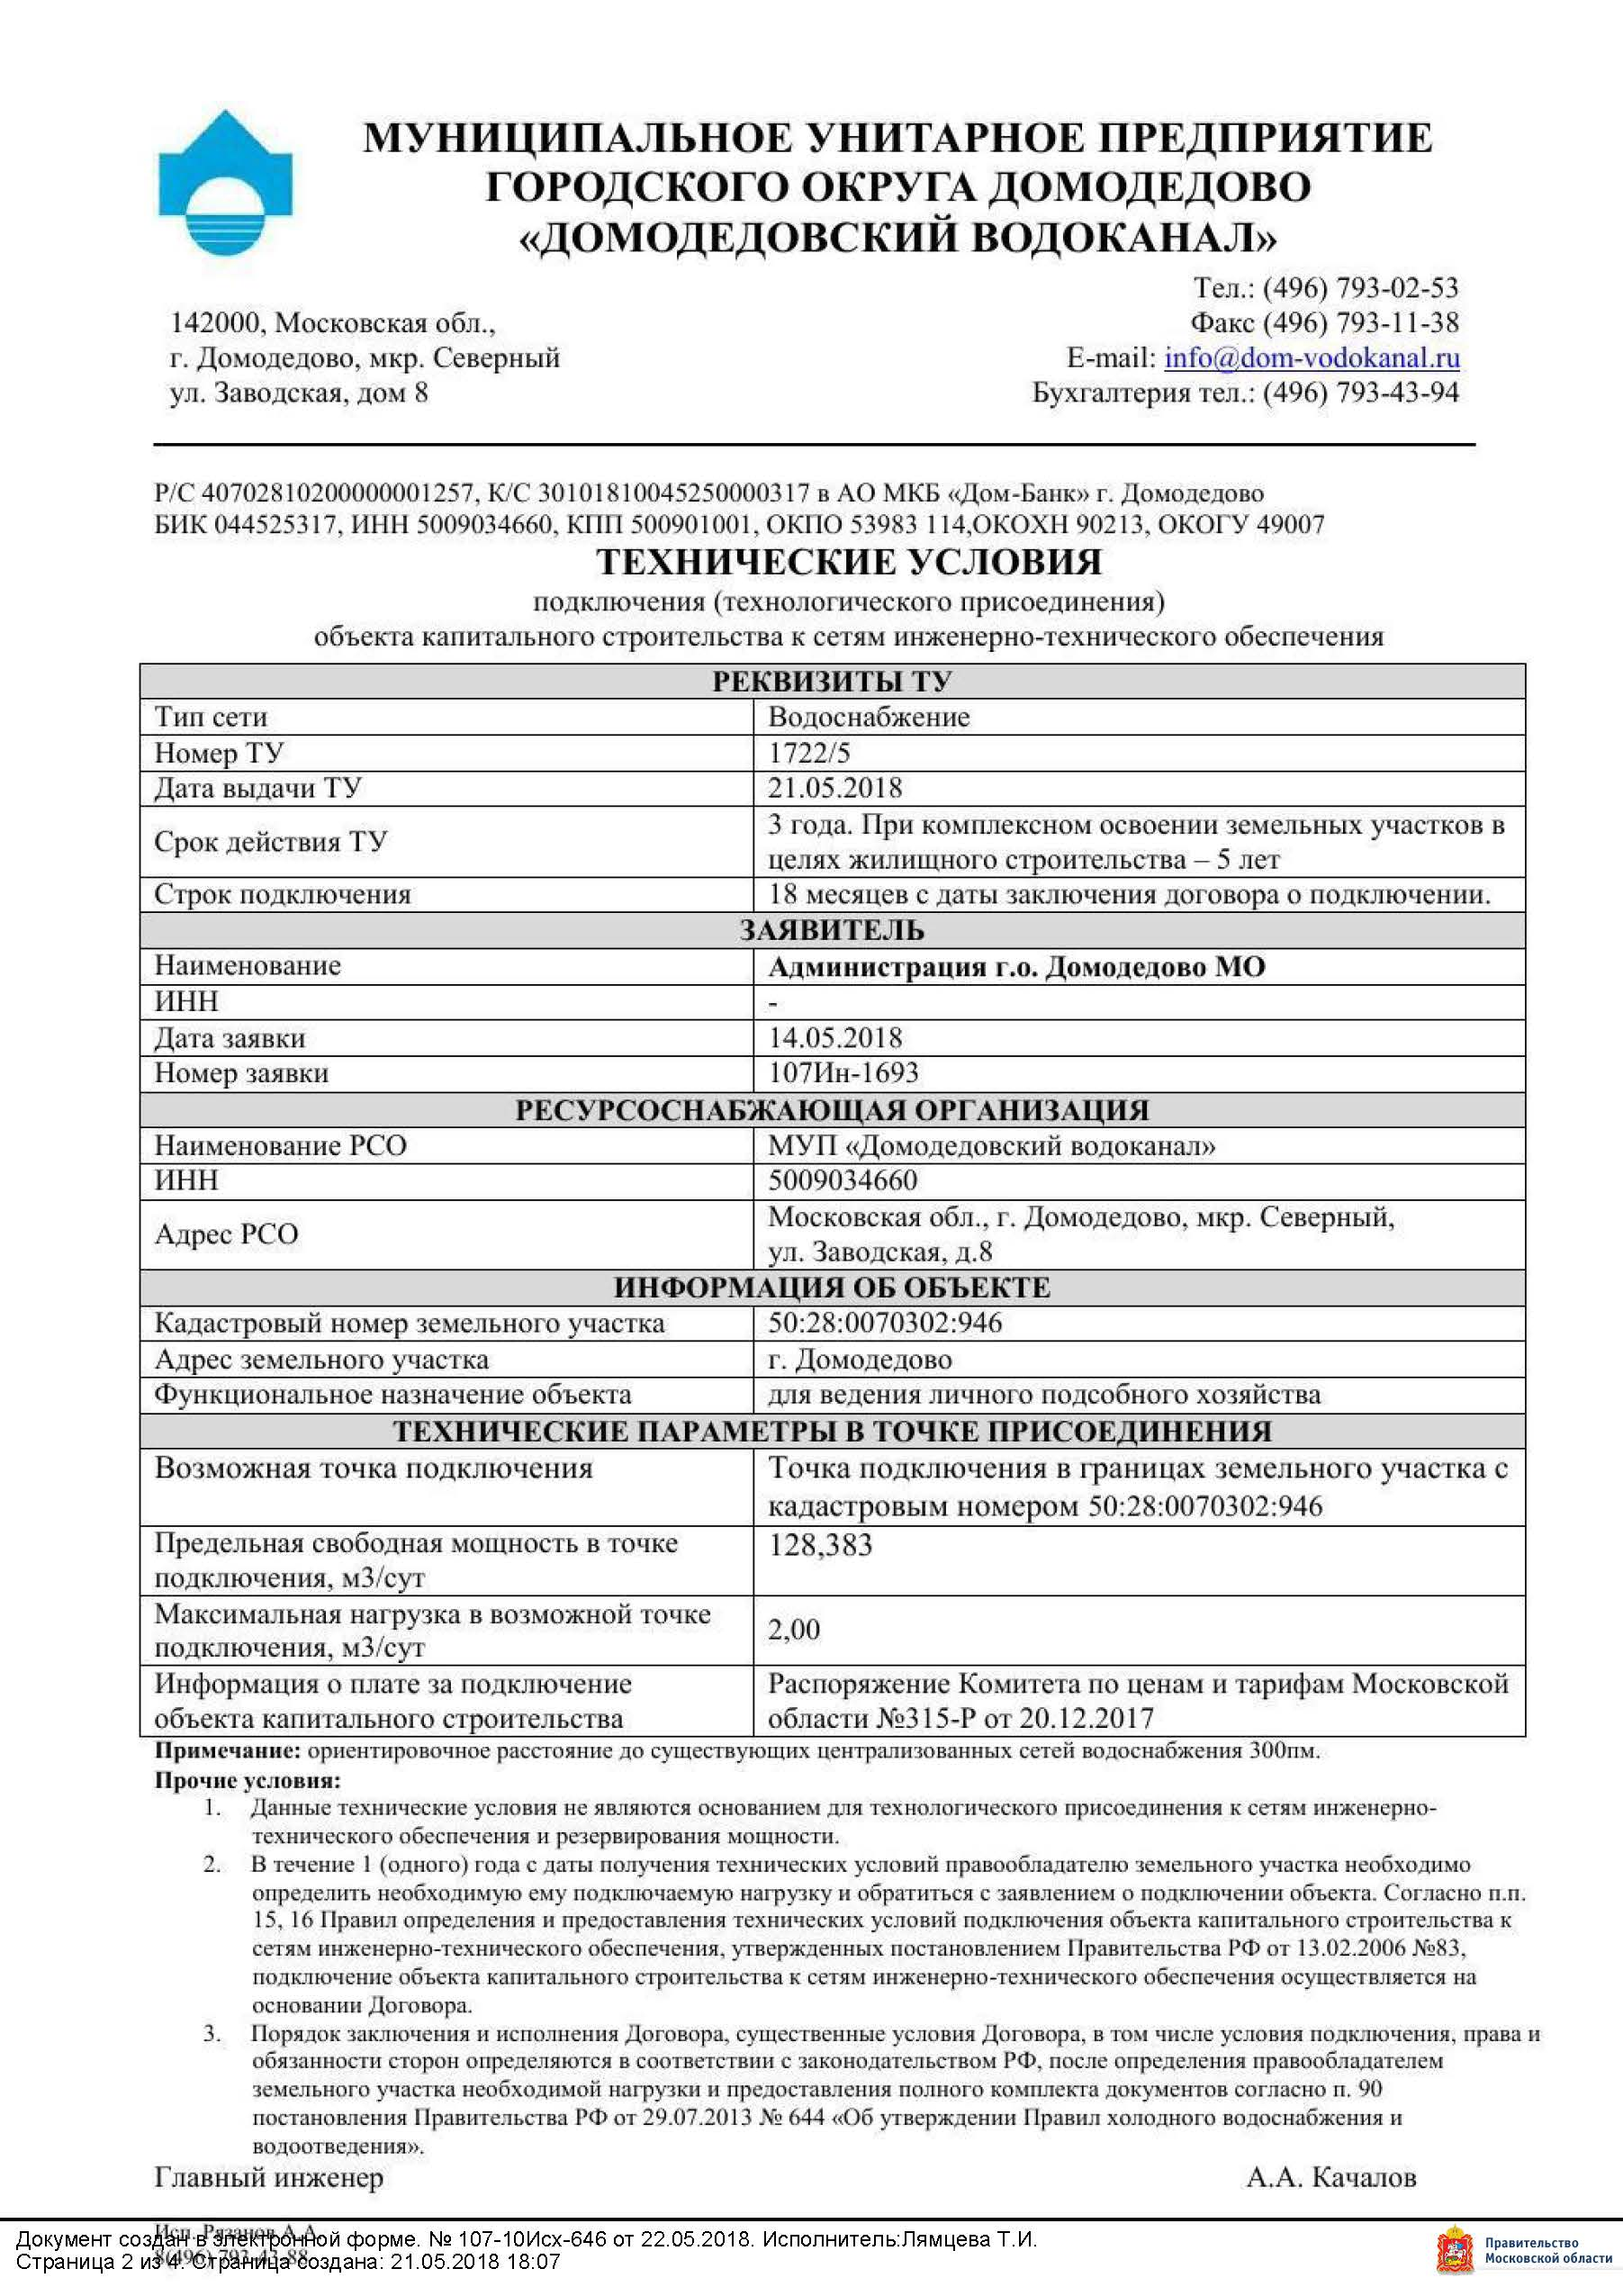 МУНИЦИПАЛЬНОЕ УНИТАРНОЕ ПРЕДПРИЯТИЕ
ГОРОДСКОГО ОКРУГА ДОМОДЕДОВО
«ДОМОДЕДОВСКИЙ ВОДОКАНАЛ»
142000, Московская обл.,
г. Домодедово, мкр. Северный
ул. Заводская, дом 8
Тел.: (496) 793-02-53
Факс (496) 793-11-38
E-mail: info@dom-vodokanal.ru
Бухгалтерия тел.: (496) 793-43-94
Р/С 40702810200000001257, К/С 30101810045250000317 в АО МКБ «Дом-Банк» г. Домодедово
БИК 044525317, ИНН 5009034660, КПП 500901001, ОКПО 53983 114,ОКОХН 90213, ОКОГУ 49007
ТЕХНИЧЕСКИЕ УСЛОВИЯ
подключения (технологического присоединения)
объекта капитального строительства к сетям инженерно-технического обеспечения
РЕКВИЗИТЫ ТУ
Тип сети Водоснабжение
Номер ТУ 1722/5
Дата выдачи ТУ 21.05.2018
Срок действия ТУ 3 года. При комплексном освоении земельных участков в
целях жилищного строительства – 5 лет
Строк подключения 18 месяцев с даты заключения договора о подключении.
ЗАЯВИТЕЛЬ
Наименование Администрация г.о. Домодедово МО
ИНН -
Дата заявки 14.05.2018
Номер заявки 107Ин-1693
РЕСУРСОСНАБЖАЮЩАЯ ОРГАНИЗАЦИЯ
Наименование РСО МУП «Домодедовский водоканал»
ИНН 5009034660
Адрес РСО Московская обл., г. Домодедово, мкр. Северный,
ул. Заводская, д.8
ИНФОРМАЦИЯ ОБ ОБЪЕКТЕ
Кадастровый номер земельного участка 50:28:0070302:946
Адрес земельного участка г. Домодедово
Функциональное назначение объекта для ведения личного подсобного хозяйства
ТЕХНИЧЕСКИЕ ПАРАМЕТРЫ В ТОЧКЕ ПРИСОЕДИНЕНИЯ
Возможная точка подключения Точка подключения в границах земельного участка с
кадастровым номером 50:28:0070302:946
Предельная свободная мощность в точке
подключения, м3/сут 128,383
Максимальная нагрузка в возможной точке
подключения, м3/сут 2,00
Информация о плате за подключение
объекта капитального строительства
Распоряжение Комитета по ценам и тарифам Московской
области №315-Р от 20.12.2017
Примечание: ориентировочное расстояние до существующих централизованных сетей водоснабжения 300пм.
Прочие условия:
1. Данные технические условия не являются основанием для технологического присоединения к сетям инженерно-
технического обеспечения и резервирования мощности.
2. В течение 1 (одного) года с даты получения технических условий правообладателю земельного участка необходимо
определить необходимую ему подключаемую нагрузку и обратиться с заявлением о подключении объекта. Согласно п.п.
15, 16 Правил определения и предоставления технических условий подключения объекта капитального строительства к
сетям инженерно-технического обеспечения, утвержденных постановлением Правительства РФ от 13.02.2006 №83,
подключение объекта капитального строительства к сетям инженерно-технического обеспечения осуществляется на
основании Договора.
3. Порядок заключения и исполнения Договора, существенные условия Договора, в том числе условия подключения, права и
обязанности сторон определяются в соответствии с законодательством РФ, после определения правообладателем
земельного участка необходимой нагрузки и предоставления полного комплекта документов согласно п. 90
постановления Правительства РФ от 29.07.2013 № 644 «Об утверждении Правил холодного водоснабжения и
водоотведения».
Главный инженер А.А. Качалов
Исп. Рязанов А.А.
8(496) 793-43-88
Документ создан в электронной форме. № 107-10Исх-646 от 22.05.2018. Исполнитель:Лямцева Т.И.
Страница 2 из 4. Страница создана: 21.05.2018 18:07
Правительство
Московской области